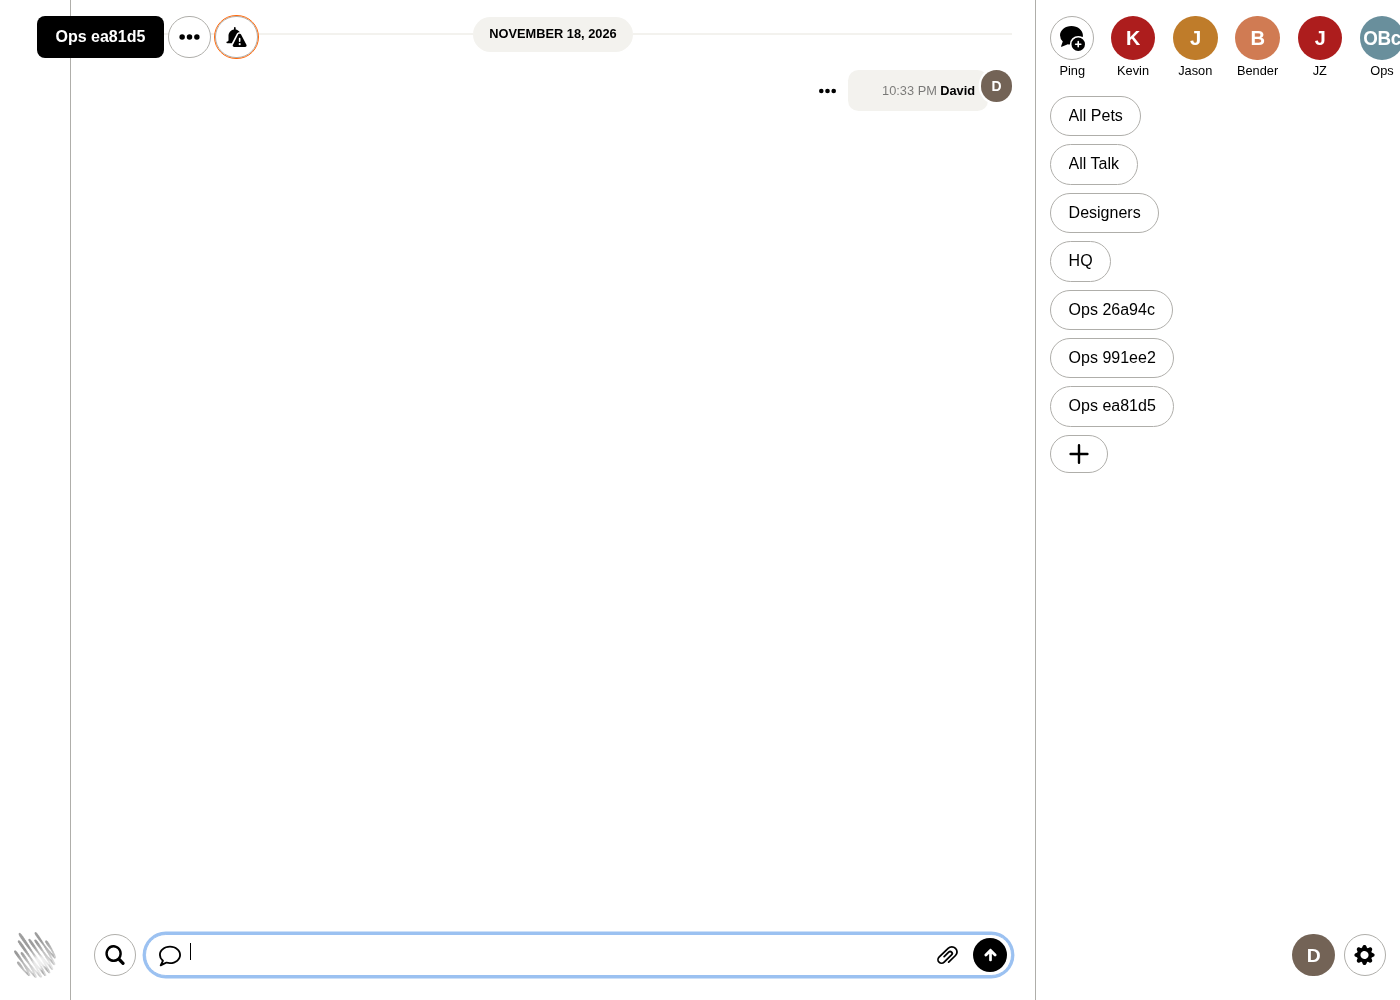 Ops ea81d5
NOVEMBER 18, 2026
10:33 PM David
D
K
J
B
J
OBc
Ping
Kevin
Jason
Bender
JZ
Ops
All Pets
All Talk
Designers
HQ
Ops 26a94c
Ops 991ee2
Ops ea81d5
D